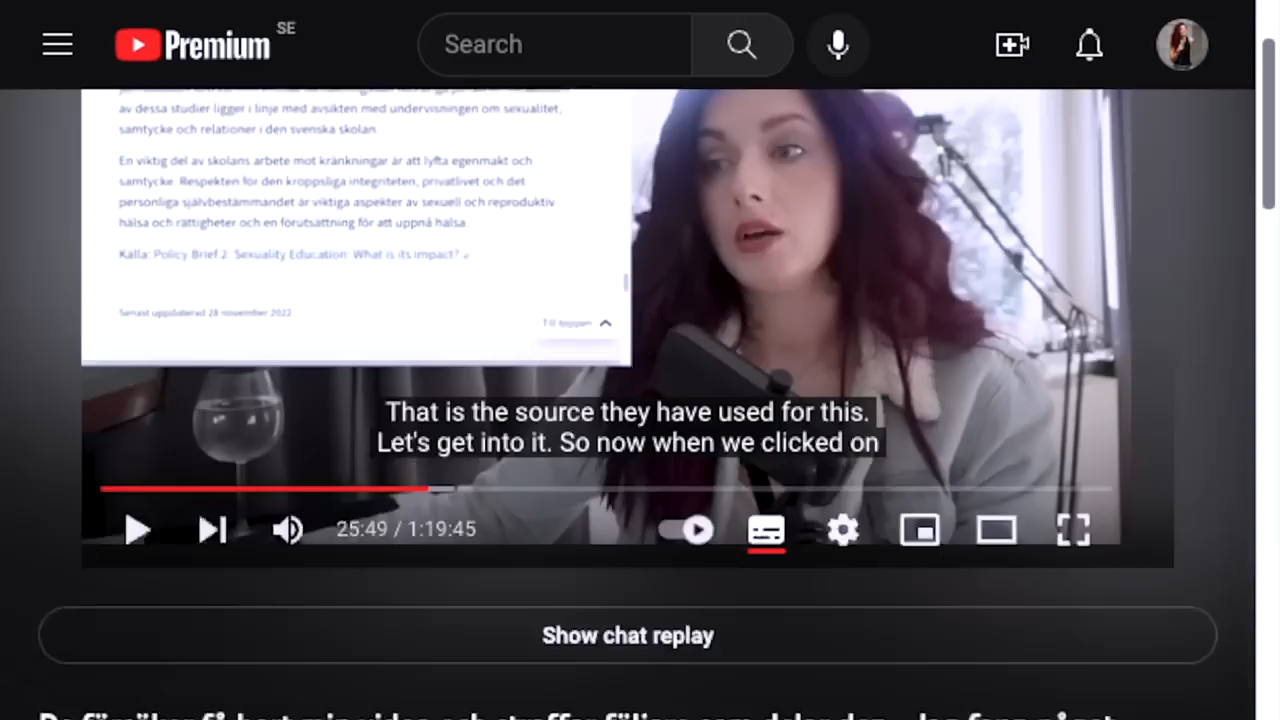 SE
Premium
Search
av dessa studier ligger i linje med avsikten med undervisningen om sexualitet,
samtycke och relationer i den svenska skolan.
En viktig del av skolans arbete mot kränkningar är att lyfta egenmakt och
samtycke. Respekten för den kroppsliga integriteten, privatlivet och det
personliga självbestämmandet är viktiga aspekter av sexuell och reproduktiv
hälsa och rättigheter och en förutsättning för att uppnå hälsa.
Källa: Policy Brief 2: Sexuality Education: What is its impact?
Senast uppdaterad 28 november 2022
Till toppen
That is the source they have used for this.
Let's get into it. So now when we clicked on
25:49 / 1:19:45
Show chat replay